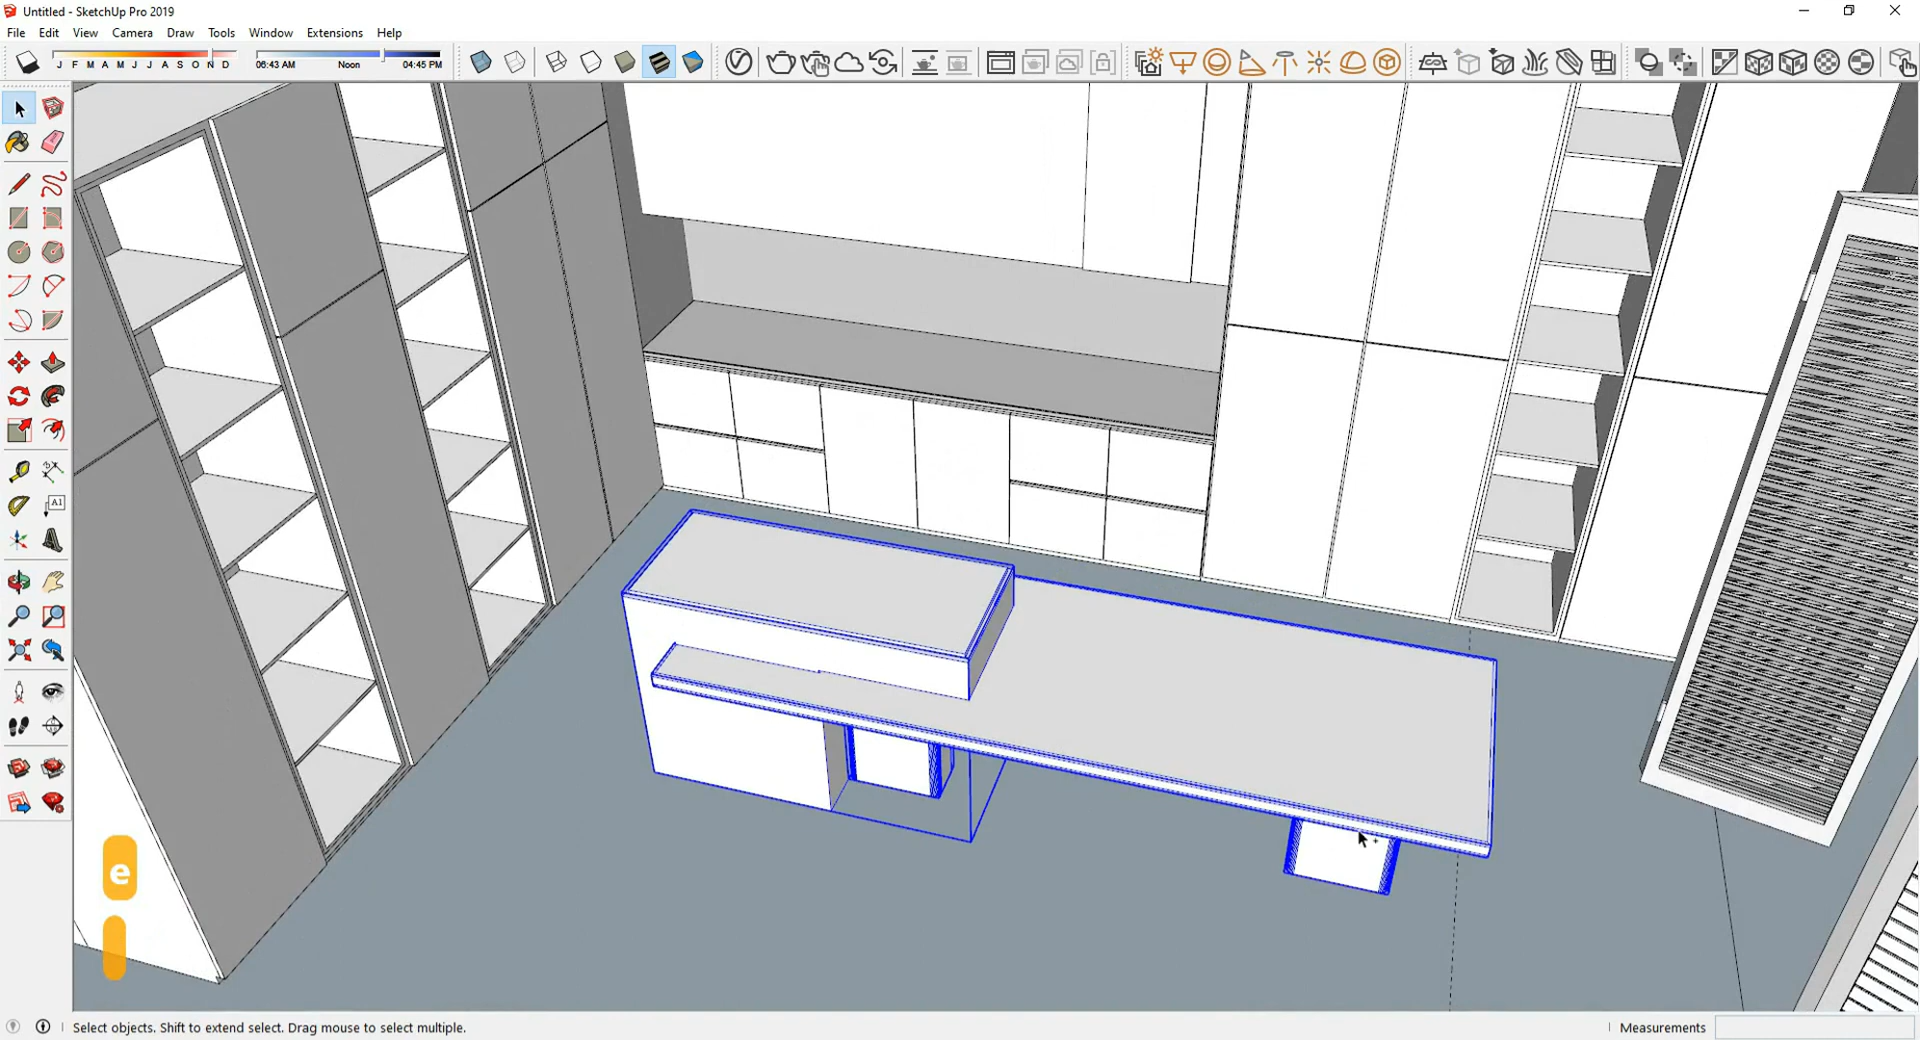 Untitled - SketchUp Pro 2019
File Edit View Camera Draw Tools Window Extensions Help
J F M A M J J A S O N D 06:43 AM Noon 04:45 PM
A1
e
Select objects. Shift to extend select. Drag mouse to select multiple. Measurements